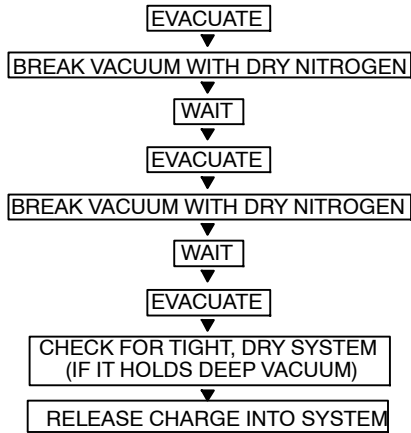 EVACUATE
BREAK VACUUM WITH DRY NITROGEN
WAIT
EVACUATE
BREAK VACUUM WITH DRY NITROGEN
WAIT
EVACUATE
CHECK FOR TIGHT, DRY SYSTEM
(IF IT HOLDS DEEP VACUUM)
RELEASE CHARGE INTO SYSTEM